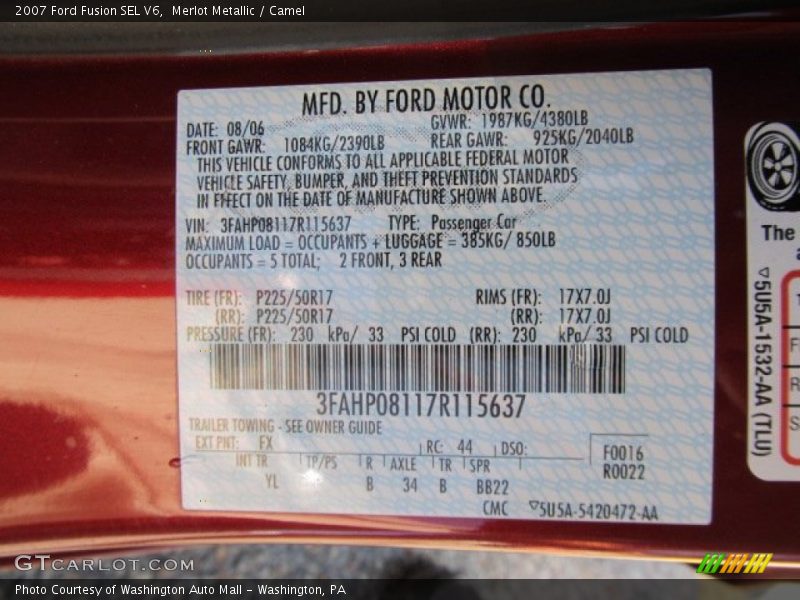 2007 Ford Fusion SEL V6, Merlot Metallic / Camel
MFD. BY FORD MOTOR CO.
DATE: 08/06 GVWR: 1987KG/4380LB
FRONT GAWR: 1084KG/2390LB REAR GAWR: 925KG/2040LB
THIS VEHICLE CONFORMS TO ALL APPLICABLE FEDERAL MOTOR
VEHICLE SAFETY, BUMPER, AND THEFT PREVENTION STANDARDS
IN EFFECT ON THE DATE OF MANUFACTURE SHOWN ABOVE.
VIN: 3FAHP08117R115637 TYPE: Passenger Car
MAXIMUM LOAD = OCCUPANTS + LUGGAGE = 385KG/ 850LB
OCCUPANTS = 5 TOTAL; 2 FRONT, 3 REAR
TIRE (FR): P225/50R17 RIMS (FR): 17X7.0J
(RR): P225/50R17 (RR): 17X7.0J
PRESSURE (FR): 230 kPa/ 33 PSI COLD (RR): 230 kPa/ 33 PSI COLD
3FAHP08117R115637
TRAILER TOWING - SEE OWNER GUIDE
EXT PNT: FX RC: 44 DSO: F0016
INT TR TP/PS R AXLE TR SPR R0022
YL B 34 B BB22
CMC 5U5A-5420472-AA
The
5U5A-1532-AA (TLU)
GTCARLOT.COM
Photo Courtesy of Washington Auto Mall - Washington, PA